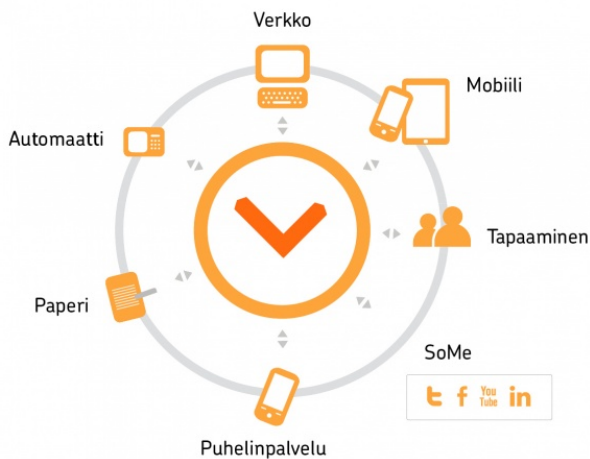 Verkko
Mobiili
Automaatti
Tapaaminen
Paperi
SoMe
t f You Tube in
Puhelinpalvelu